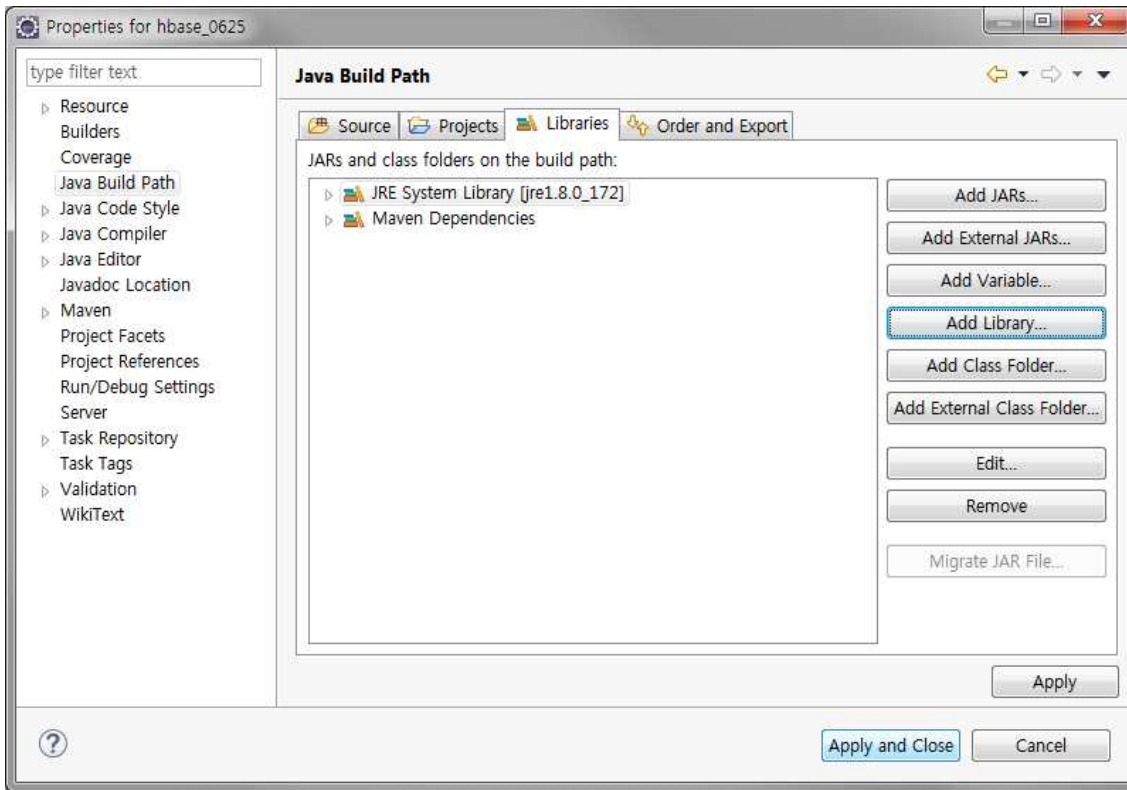 Properties for hbase_0625
type filter text
Resource
Builders
Coverage
Java Build Path
Java Code Style
Java Compiler
Java Editor
Javadoc Location
Maven
Project Facets
Project References
Run/Debug Settings
Server
Task Repository
Task Tags
Validation
WikiText
Java Build Path
Source
Projects
Libraries
Order and Export
JARs and class folders on the build path:
JRE System Library [jre1.8.0_172]
Maven Dependencies
Add JARs...
Add External JARs...
Add Variable...
Add Library...
Add Class Folder...
Add External Class Folder...
Edit...
Remove
Migrate JAR File...
Apply
Apply and Close
Cancel